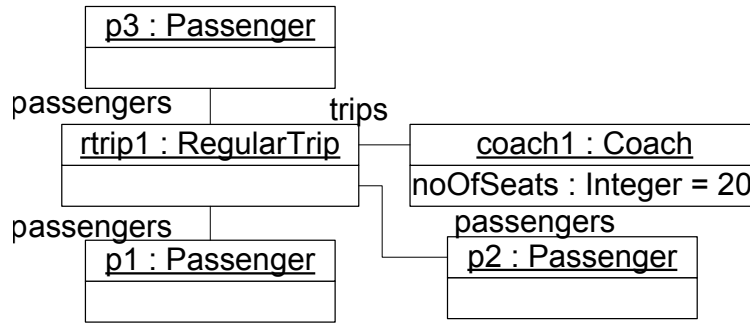 p3 : Passenger
passengers
trips
rtrip1 : RegularTrip
coach1 : Coach
noOfSeats : Integer = 20
passengers
passengers
p1 : Passenger
p2 : Passenger